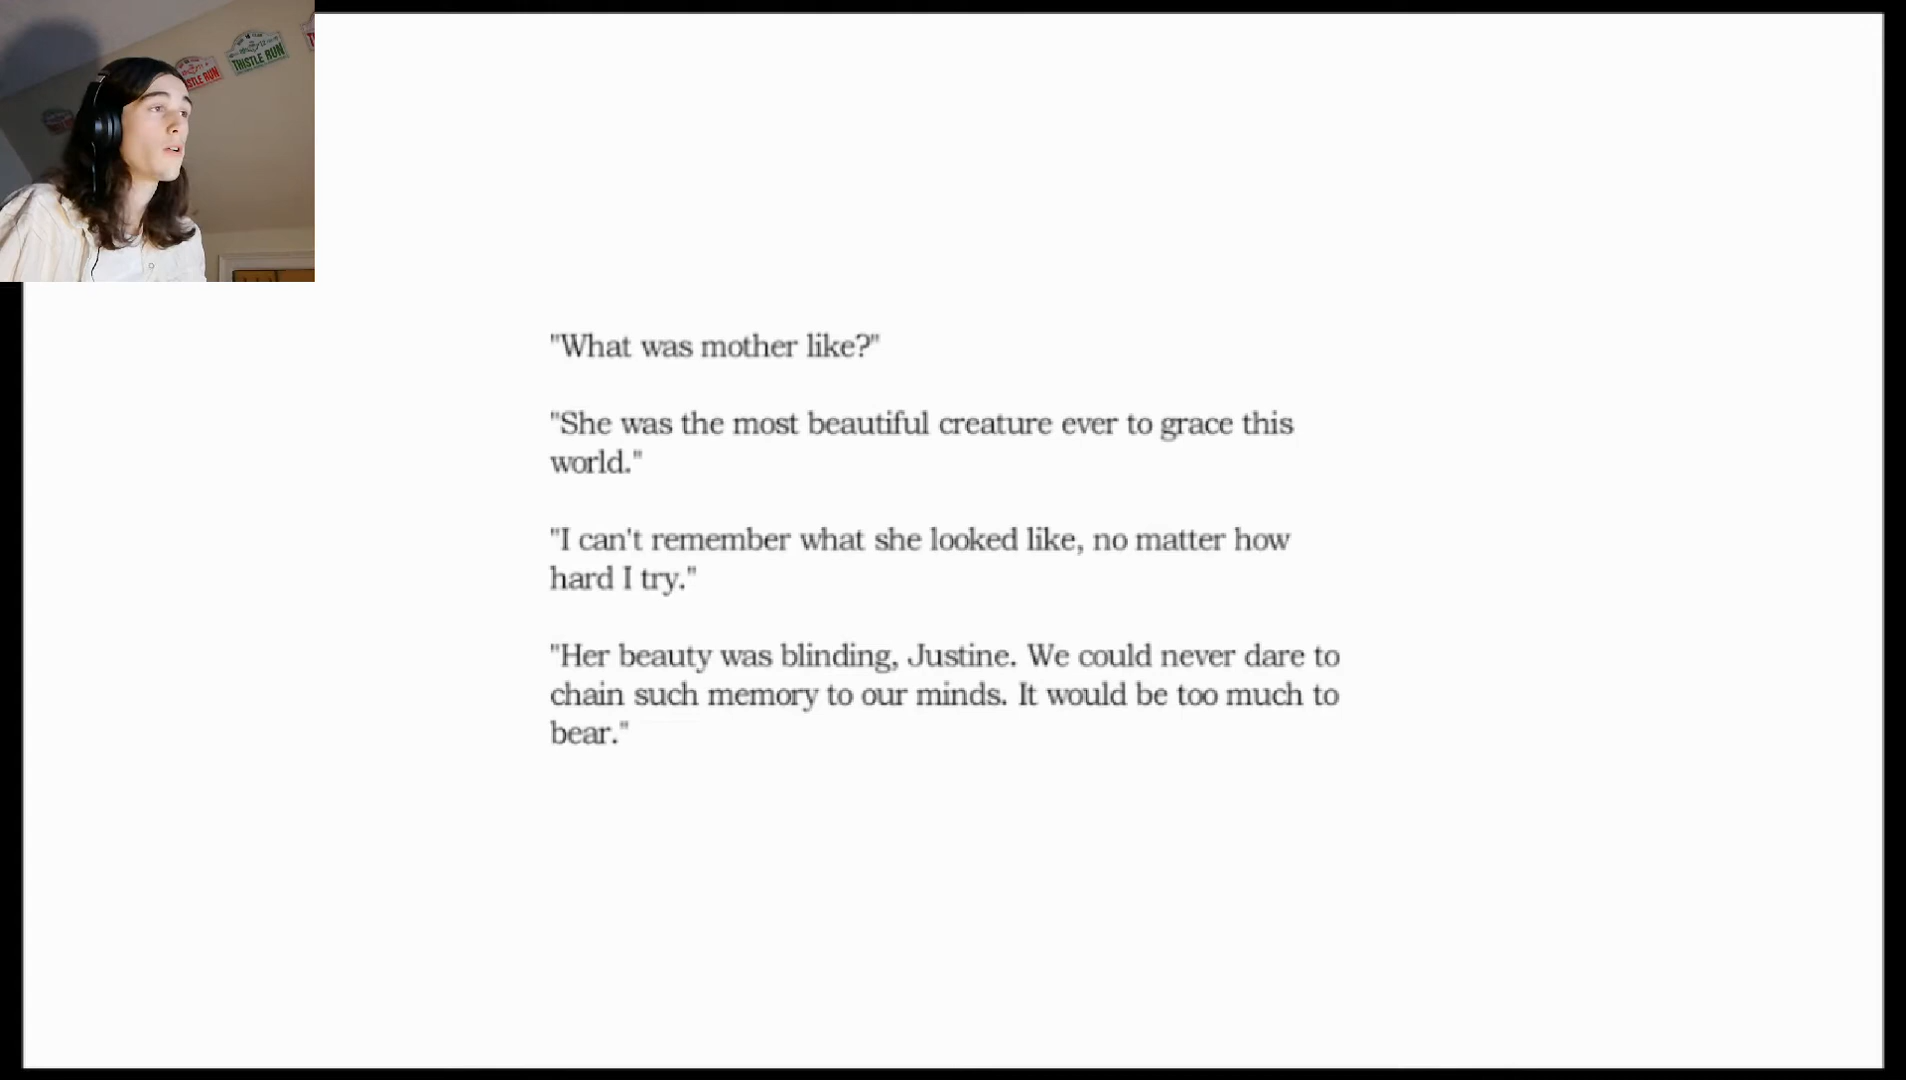 THISTLE RUN
STLE RUN
"What was mother like?"
"She was the most beautiful creature ever to grace this
world."
"I can't remember what she looked like, no matter how
hard I try."
"Her beauty was blinding, Justine. We could never dare to
chain such memory to our minds. It would be too much to
bear."